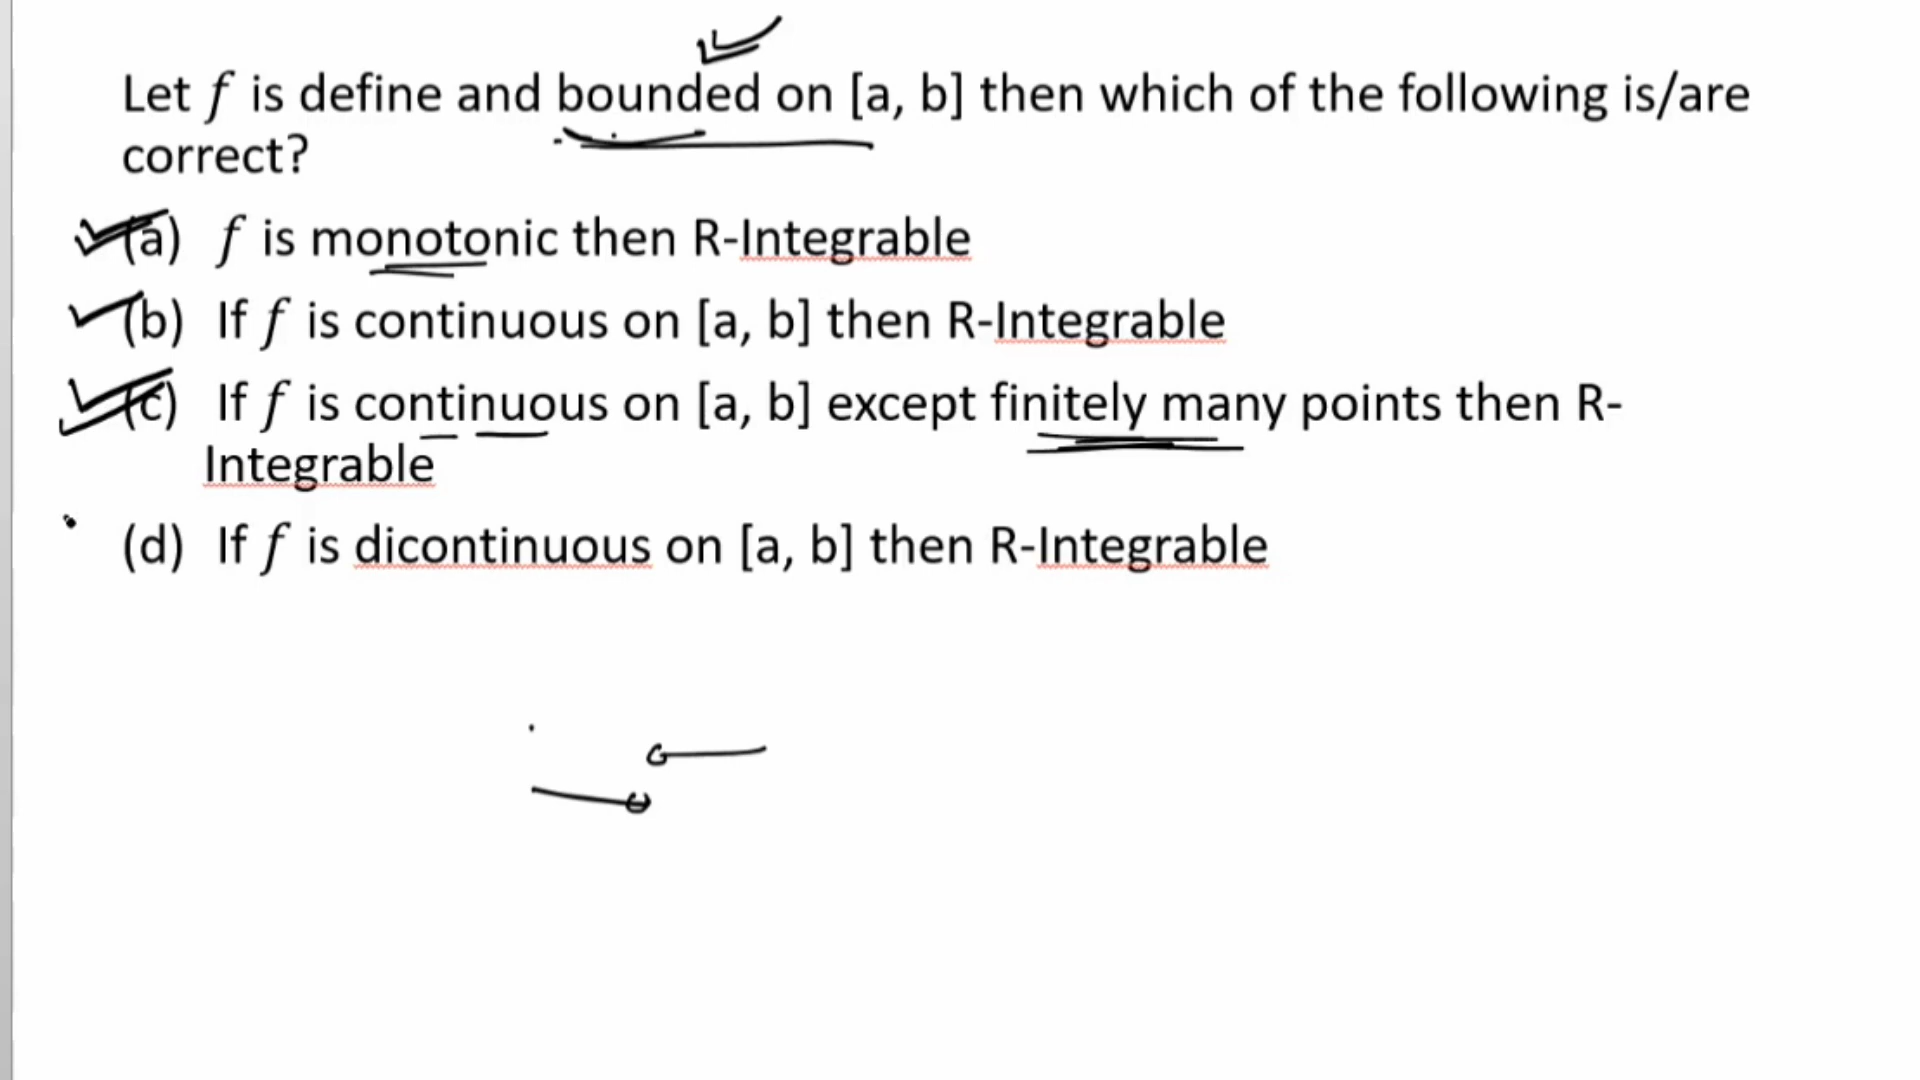 Let f is define and bounded on [a, b] then which of the following is/are
correct?
(a) f is monotonic then R-Integrable
(b) If f is continuous on [a, b] then R-Integrable
(c) If f is continuous on [a, b] except finitely many points then R-
Integrable
(d) If f is dicontinuous on [a, b] then R-Integrable